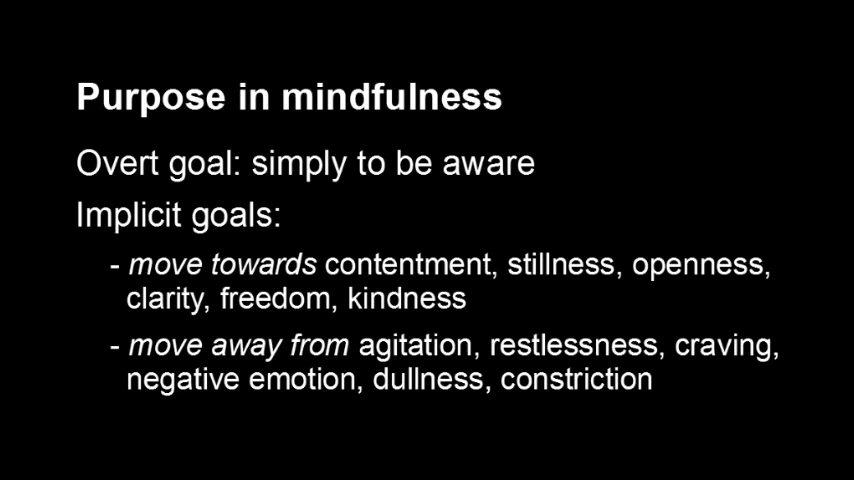 Purpose in mindfulness
Overt goal: simply to be aware
Implicit goals:
- move towards contentment, stillness, openness,
clarity, freedom, kindness
- move away from agitation, restlessness, craving,
negative emotion, dullness, constriction